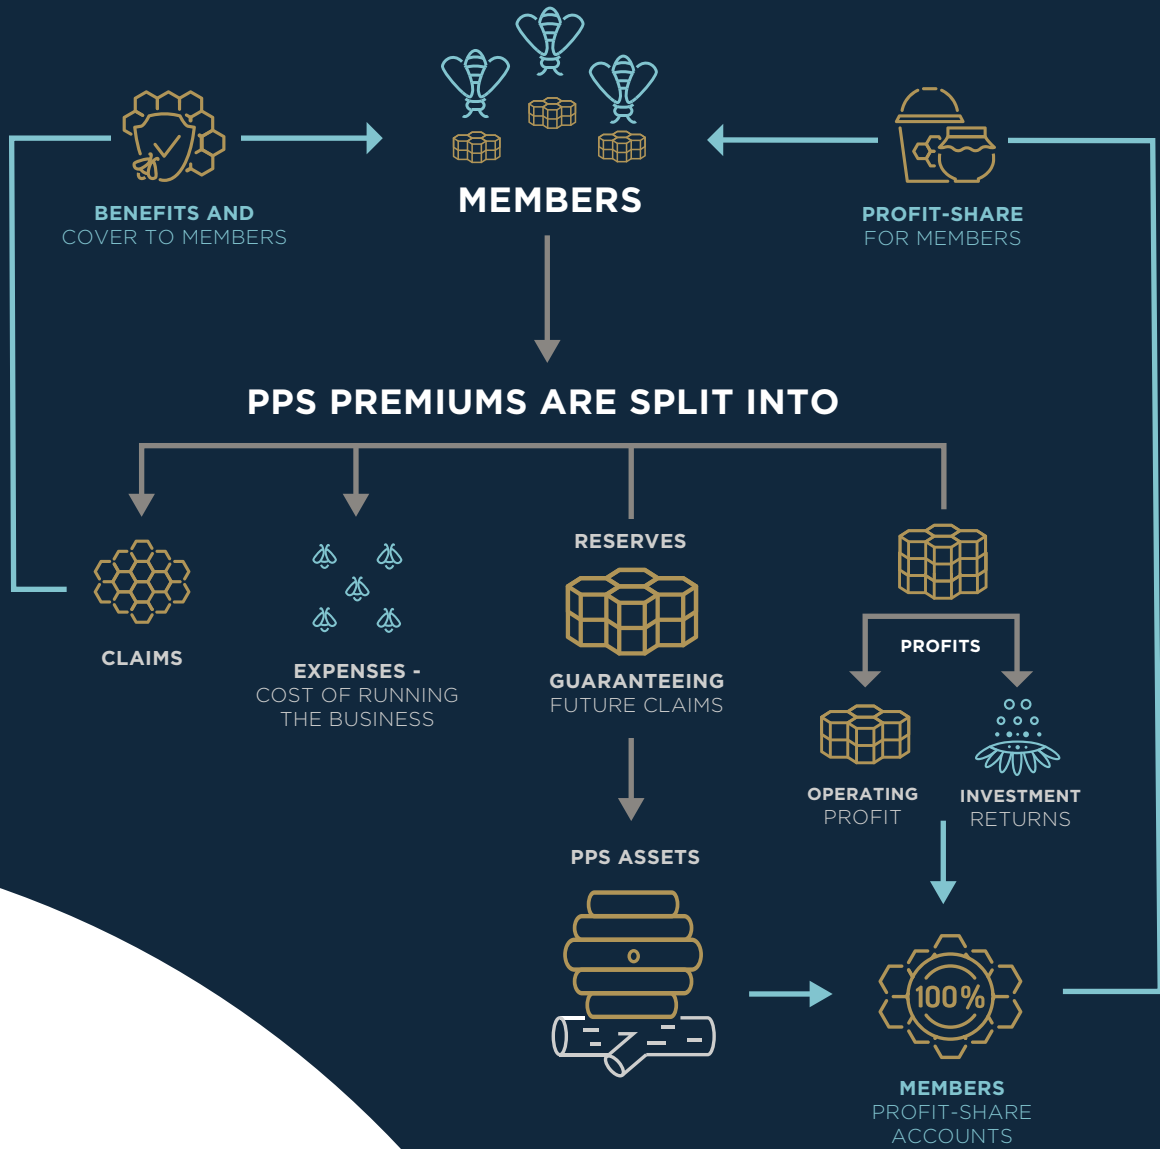 MEMBERS
BENEFITS AND
COVER TO MEMBERS
PROFIT-SHARE
FOR MEMBERS
PPS PREMIUMS ARE SPLIT INTO
CLAIMS
EXPENSES -
COST OF RUNNING
THE BUSINESS
RESERVES
GUARANTEEING
FUTURE CLAIMS
PROFITS
OPERATING
PROFIT
INVESTMENT
RETURNS
PPS ASSETS
100%
MEMBERS
PROFIT-SHARE
ACCOUNTS